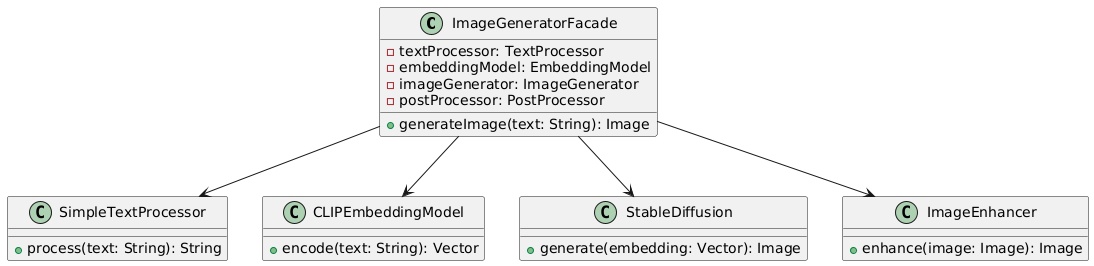 C ImageGeneratorFacade
textProcessor: TextProcessor
embeddingModel: EmbeddingModel
imageGenerator: ImageGenerator
postProcessor: PostProcessor
generateImage(text: String): Image
C SimpleTextProcessor
process(text: String): String
C CLIPEmbeddingModel
encode(text: String): Vector
C StableDiffusion
generate(embedding: Vector): Image
C ImageEnhancer
enhance(image: Image): Image